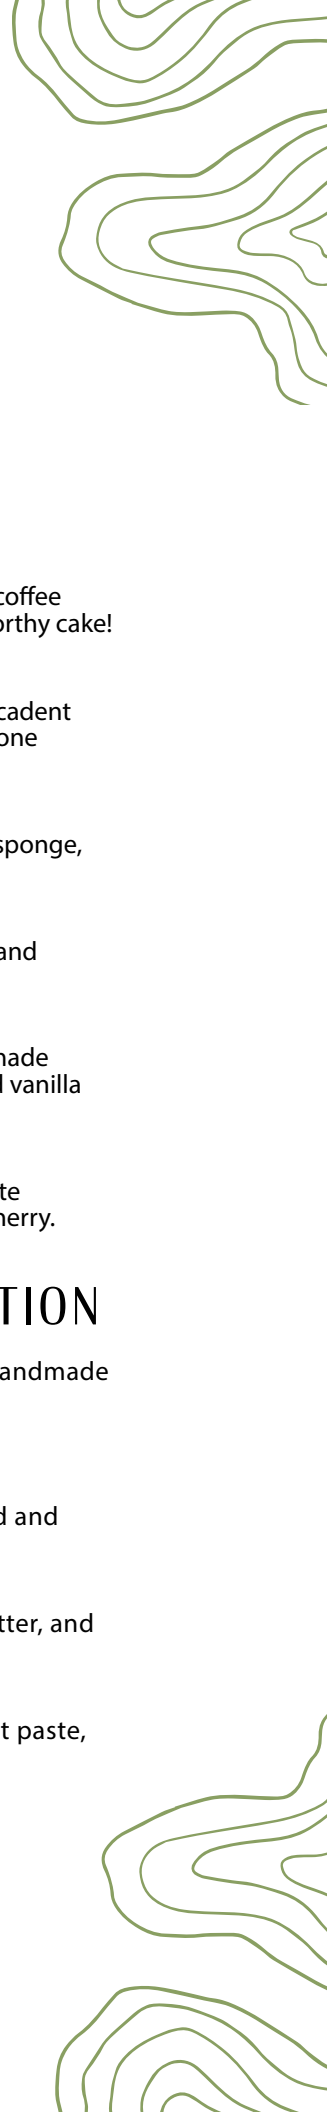 coffee
orthy cake!
cadent
one
sponge,
and
made
d vanilla
te
herry.
TION
andmade
d and
tter, and
t paste,